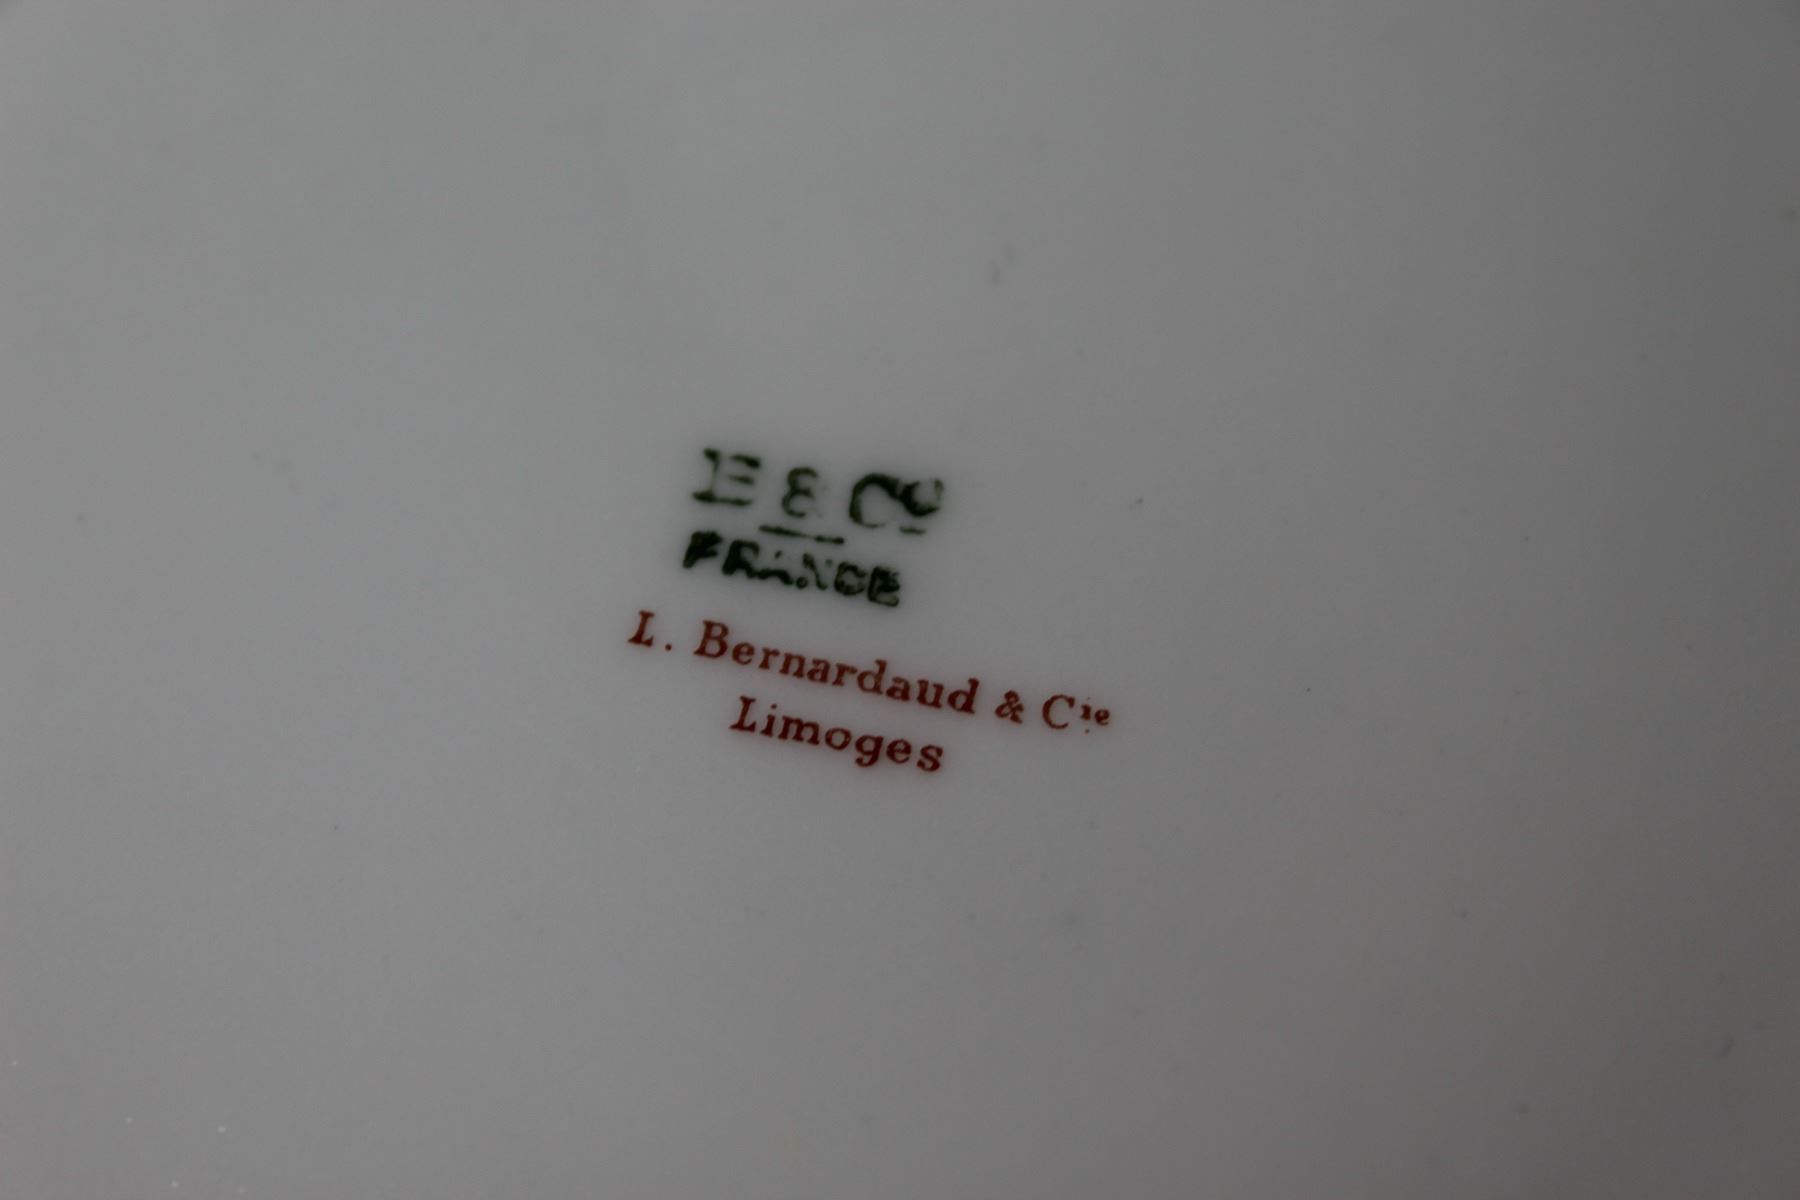 E & Co
FRANCE
L. Bernardaud & Cie
Limoges